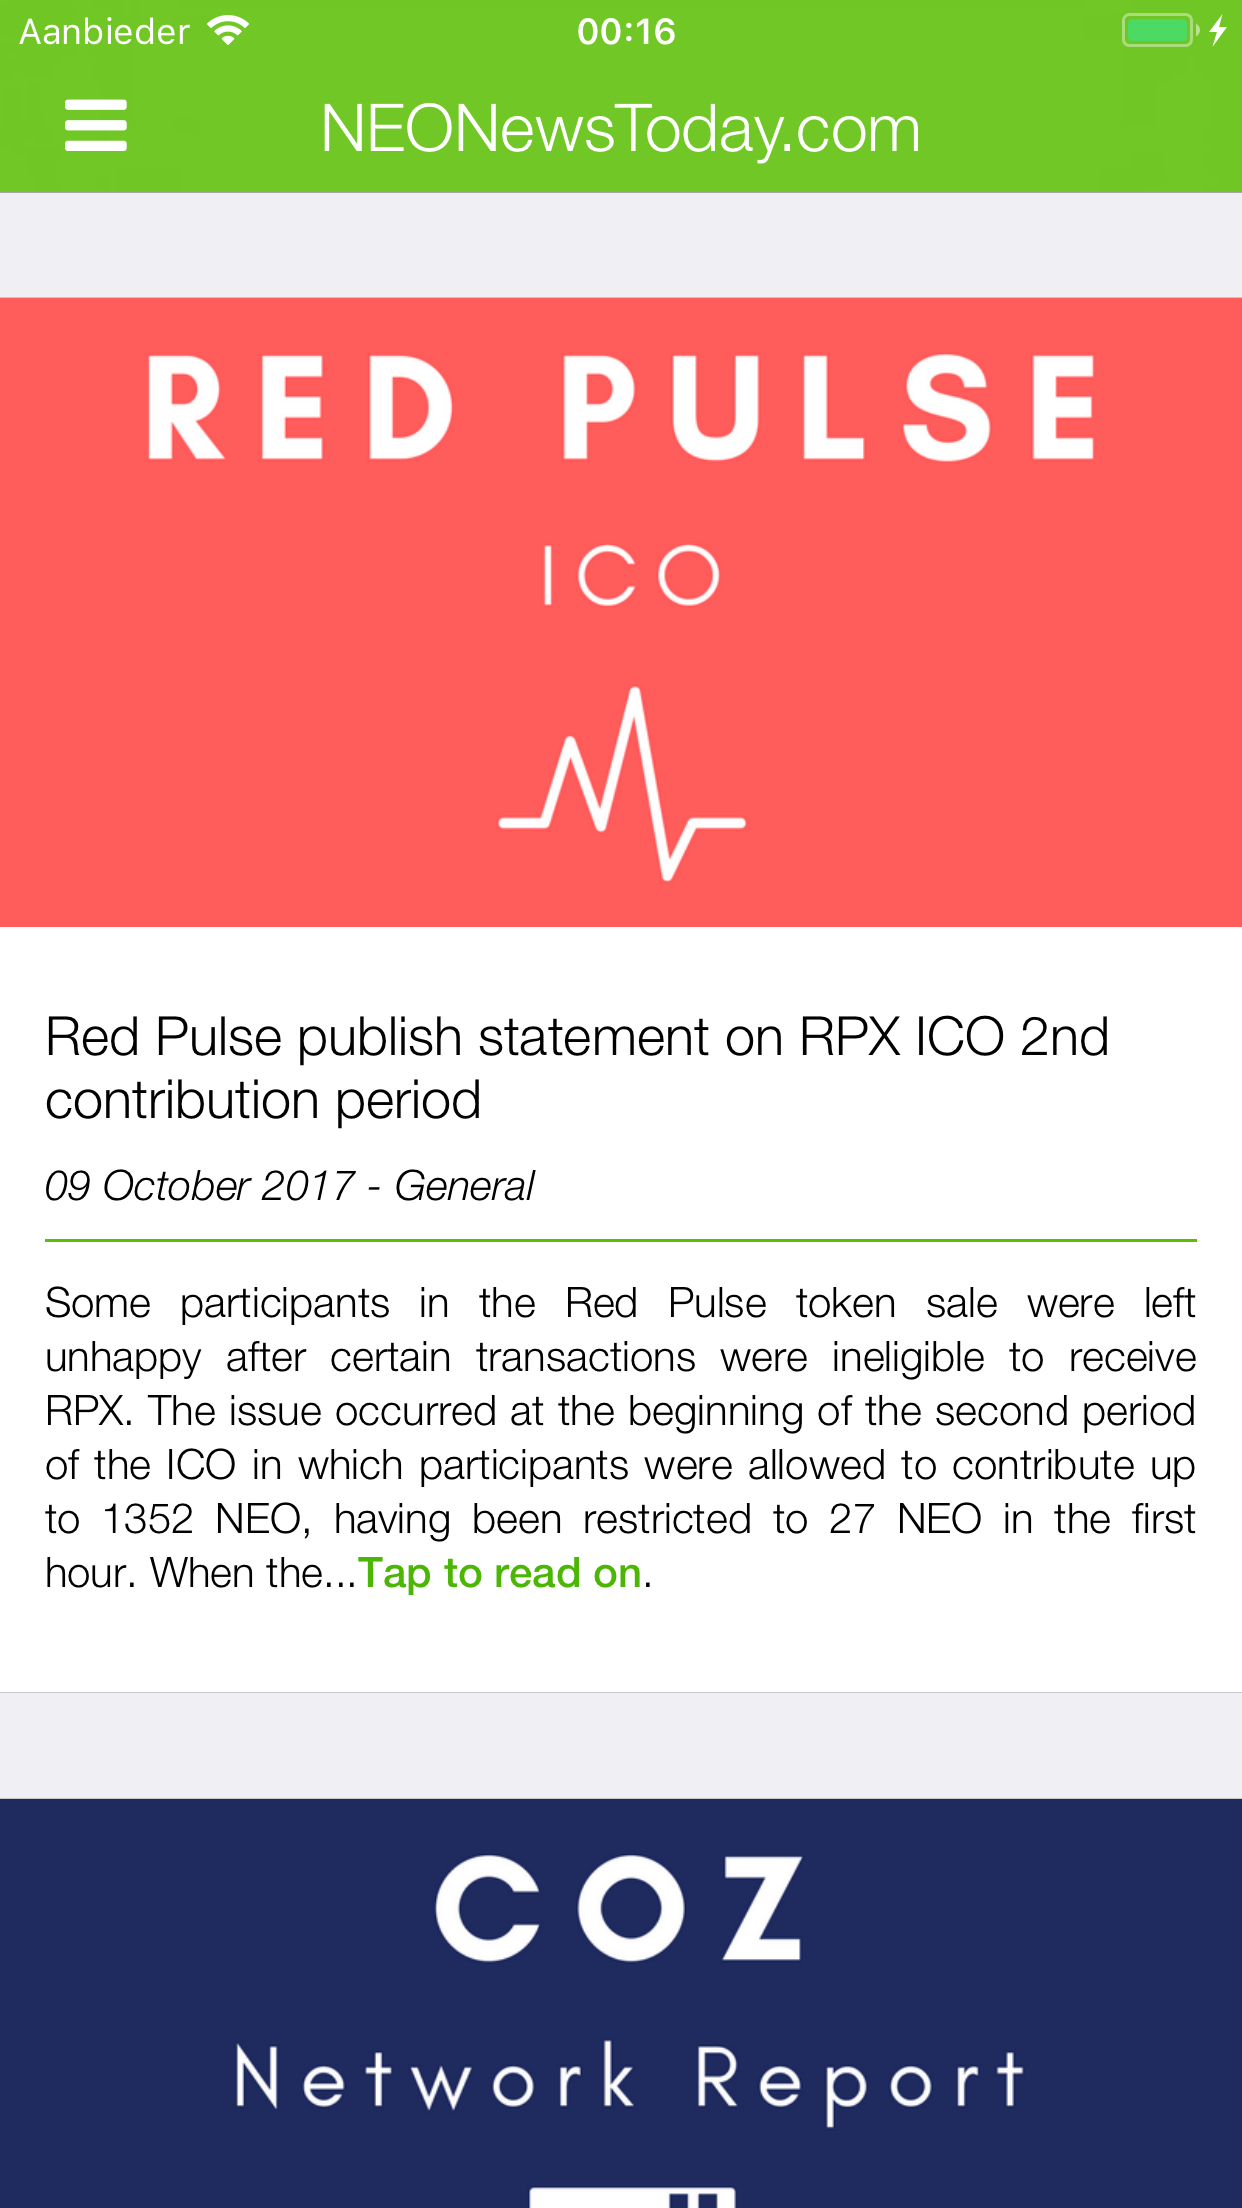 Aanbieder 00:16
NEONewsToday.com
RED PULSE
ICO
Red Pulse publish statement on RPX ICO 2nd
contribution period
09 October 2017 - General
Some participants in the Red Pulse token sale were left
unhappy after certain transactions were ineligible to receive
RPX. The issue occurred at the beginning of the second period
of the ICO in which participants were allowed to contribute up
to 1352 NEO, having been restricted to 27 NEO in the first
hour. When the...Tap to read on.
COZ
Network Report